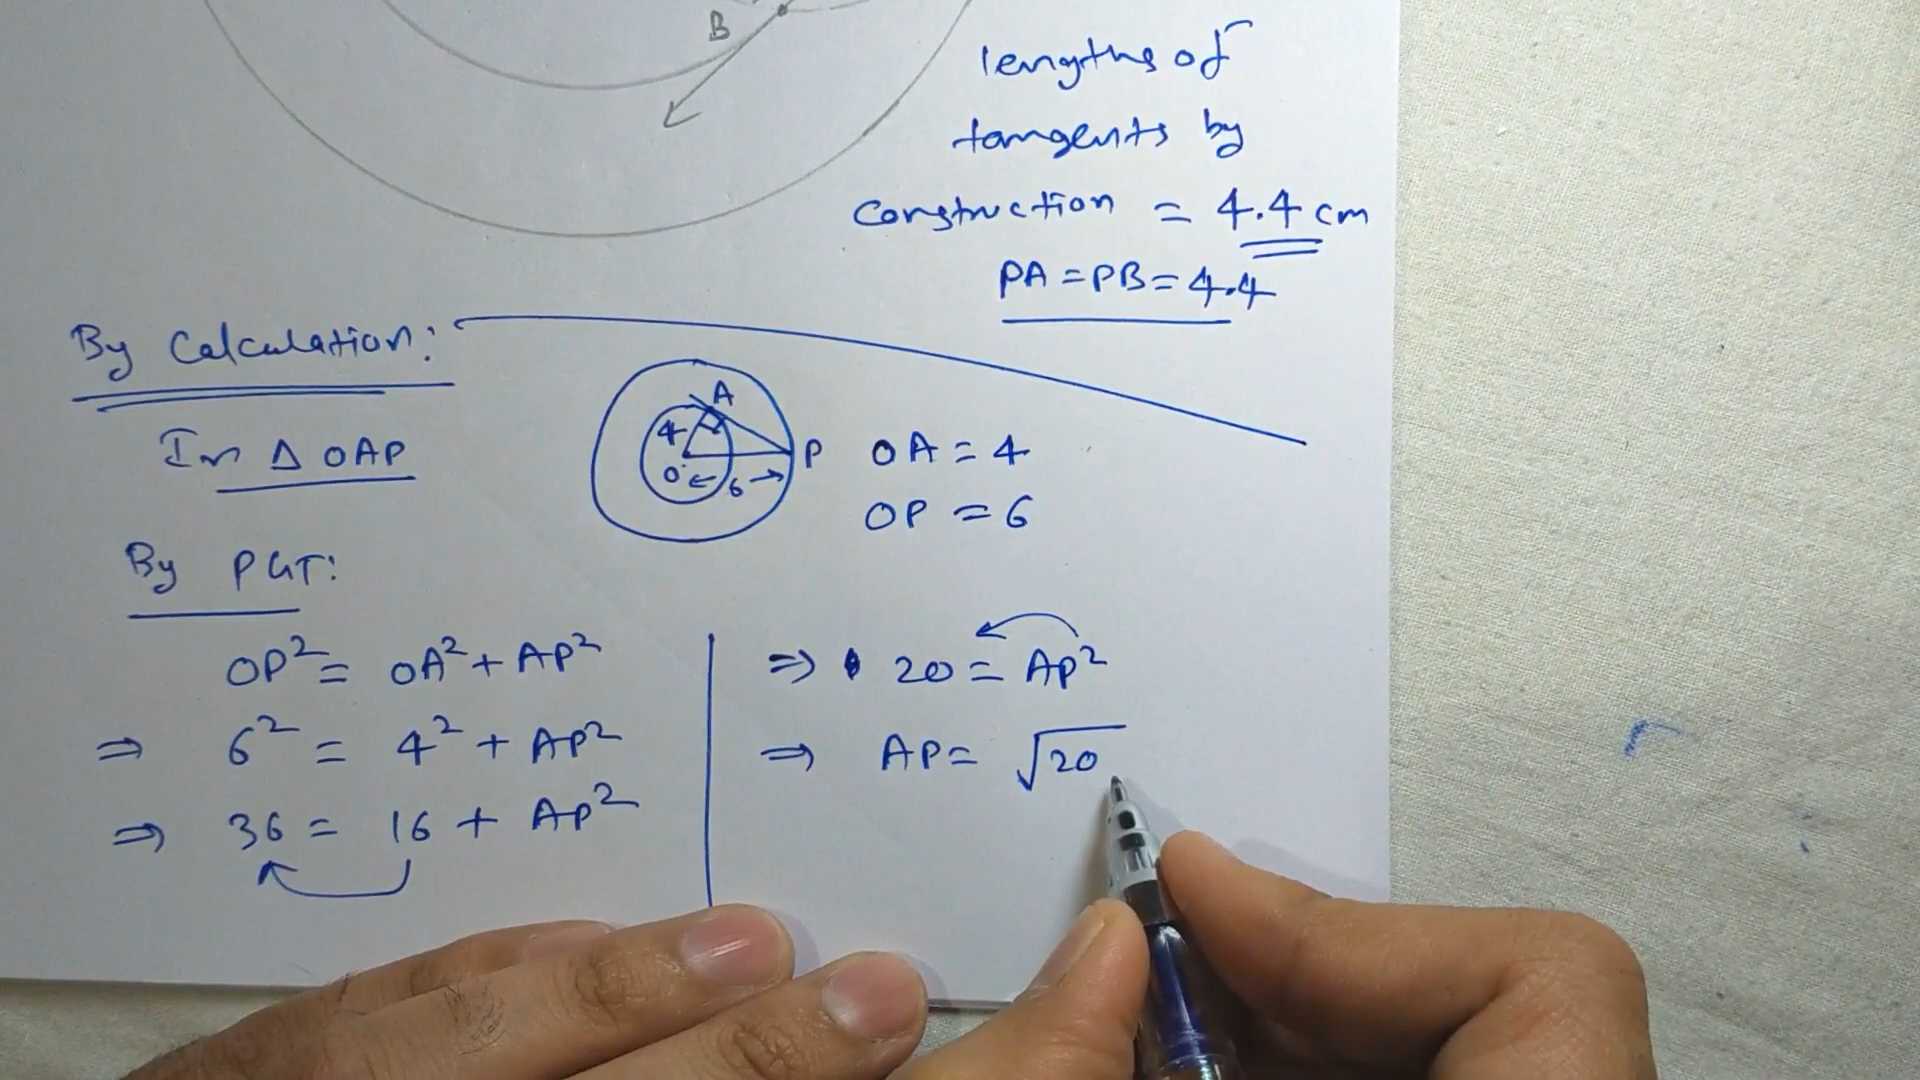 B
lengths of
tangents by
Construction = 4.4 cm
PA = PB = 4.4
By Calculation:
In Δ OAP
A
4
O
6
P
OA = 4
OP = 6
By PGT:
OP² = OA² + AP²
⇒ 6² = 4² + AP²
⇒ 36 = 16 + AP²
⇒ 20 = AP²
⇒ AP = √20